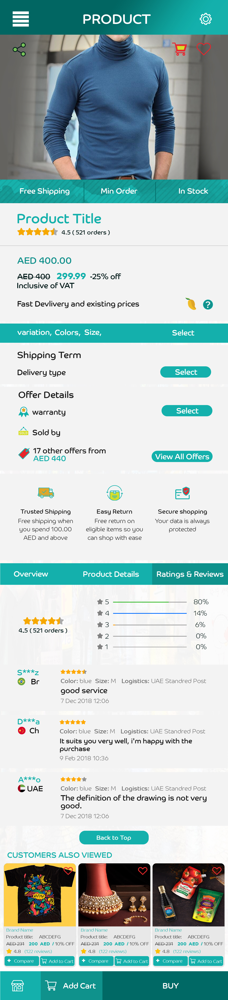 PRODUCT
Free Shipping Min Order In Stock
Product Title
4.5 ( 521 orders )
AED 400.00
AED 400 299.99 -25% off
Inclusive of VAT
Fast Devlivery and existing prices ?
variation, Colors, Size, Select
Shipping Term
Delivery type Select
Offer Details
warranty Select
SOLD Sold by
17 other offers from
AED 440 View All Offers
Trusted Shipping
Free shipping when
you spend 100.00
AED and above
Easy Return
Free return on
eligible items so you
can shop with ease
Secure shopping
Your data is always
protected
Overview Product Details Ratings & Reviews
4.5 ( 521 orders )
5 80%
4 14%
3 6%
2 0%
1 0%
S***z
Br
Color: blue Size: M Logistics: UAE Standred Post
good service
7 Dec 2018 12:06
D***a
Ch
Color: blue Size: M Logistics: UAE Standred Post
It suits you very well, i'm happy with the
purchase
9 Feb 2018 10:36
A***o
UAE
Color: blue Size: M Logistics: UAE Standred Post
The definition of the drawing is not very
good.
7 Dec 2018 12:06
Back to Top
CUSTOMERS ALSO VIEWED
Brand Name
Product title: ABCDEFG
AED 231 200 AED / 10% OFF
4.8 (122 reviews)
+ Compare Add to Cart
TOMATO
KETCHUP
MIXED
PICKLE
Brand Name
Product title: ABCDEFG
AED 231 200 AED / 10% OFF
4.8 (122 reviews)
+ Compare Add to Cart
Brand Name
Product title: ABCDEFG
AED 231 200 AED / 10% OFF
4.8 (122 reviews)
+ Compare Add to Cart
Add Cart BUY